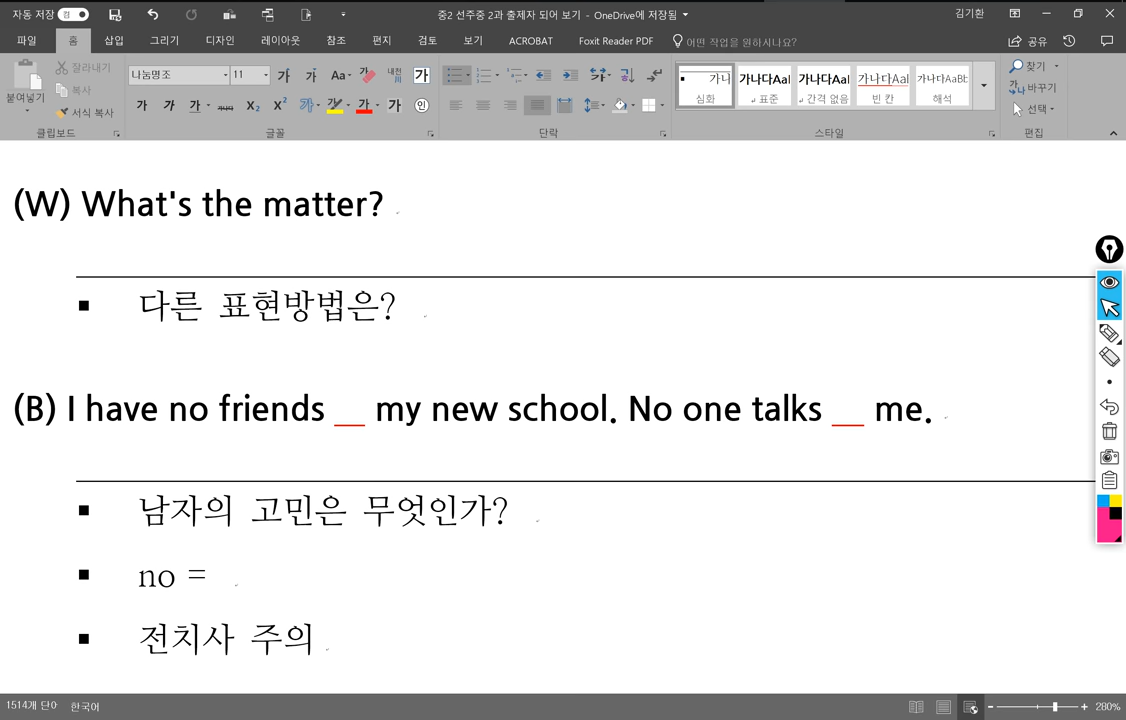 자동 저장 켬 중2 선주중 2과 출제자 되어 보기 - OneDrive에 저장됨 김기환
파일 홈 삽입 그리기 디자인 레이아웃 참조 편지 검토 보기 ACROBAT Foxit Reader PDF 어떤 작업을 원하시나요? 공유
붙여넣기 잘라내기 복사 서식 복사
나눔명조 11
가나 심화 가나다AaI 표준 가나다AaI 간격 없음 가나다AaI 빈 칸 가나다AaBb 해석
찾기 바꾸기 선택
클립보드 글꼴 단락 스타일 편집
(W) What's the matter?
다른 표현방법은?
(B) I have no friends __ my new school. No one talks __ me.
남자의 고민은 무엇인가?
no =
전치사 주의
1514개 단어 한국어 280%